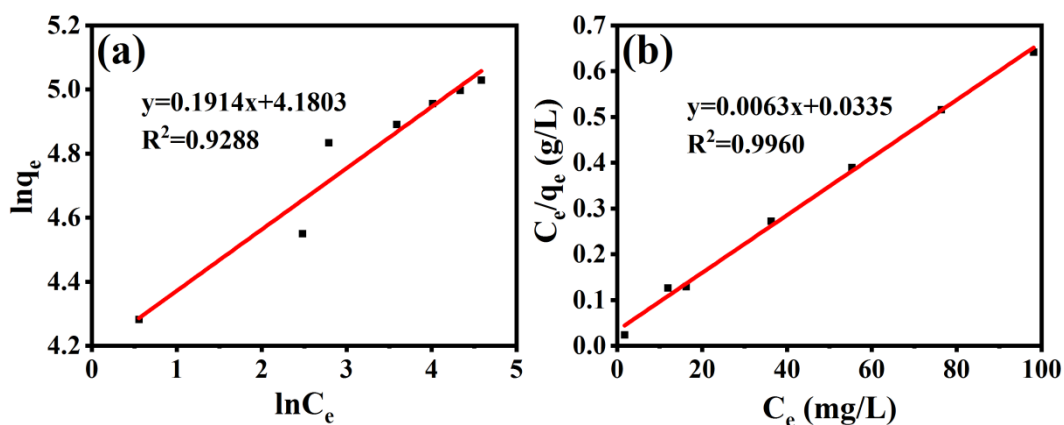 (a)
y=0.1914x+4.1803
R²=0.9288
lnqₑ
5.2
5.0
4.8
4.6
4.4
4.2
0
1
2
3
4
5
lnCₑ
(b)
y=0.0063x+0.0335
R²=0.9960
Cₑ/qₑ (g/L)
0.7
0.6
0.5
0.4
0.3
0.2
0.1
0.0
0
20
40
60
80
100
Cₑ (mg/L)